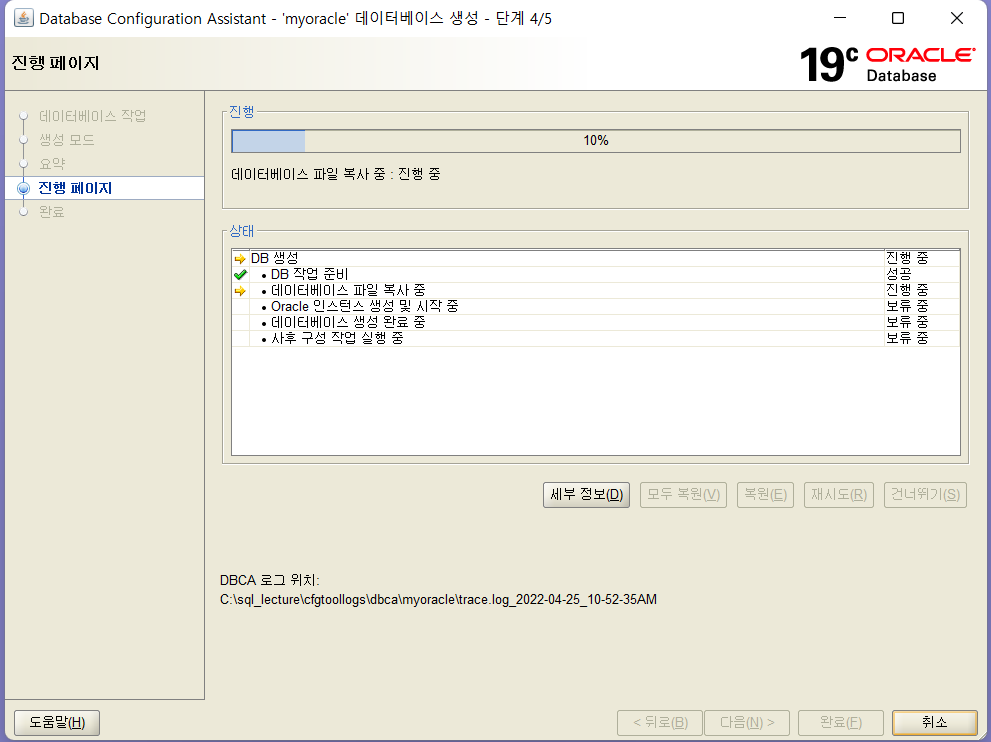 Database Configuration Assistant - 'myoracle' 데이터베이스 생성 - 단계 4/5
진행 페이지
19c ORACLE Database
데이터베이스 작업
생성 모드
요약
진행 페이지
완료
진행
10%
데이터베이스 파일 복사 중 : 진행 중
상태
DB 생성 진행 중
• DB 작업 준비 성공
• 데이터베이스 파일 복사 중 진행 중
• Oracle 인스턴스 생성 및 시작 중 보류 중
• 데이터베이스 생성 완료 중 보류 중
• 사후 구성 작업 실행 중 보류 중
세부 정보(D) 모두 복원(V) 복원(E) 재시도(R) 건너뛰기(S)
DBCA 로그 위치:
C:\sql_lecture\cfgtoollogs\dbca\myoracle\trace.log_2022-04-25_10-52-35AM
도움말(H) < 뒤로(B) 다음(N) > 완료(F) 취소